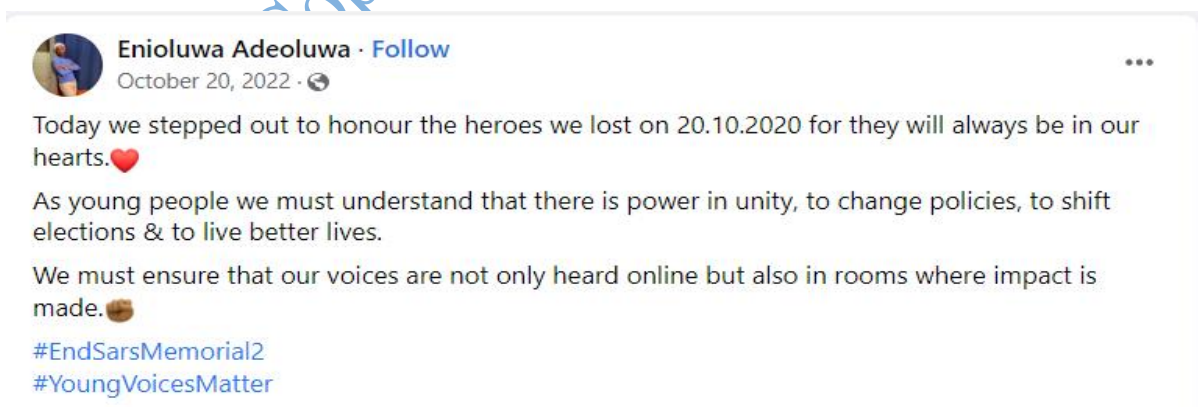 Enioluwa Adeoluwa · Follow
October 20, 2022 ·
Today we stepped out to honour the heroes we lost on 20.10.2020 for they will always be in our
hearts.❤️
As young people we must understand that there is power in unity, to change policies, to shift
elections & to live better lives.
We must ensure that our voices are not only heard online but also in rooms where impact is
made.✊🏾
#EndSarsMemorial2
#YoungVoicesMatter